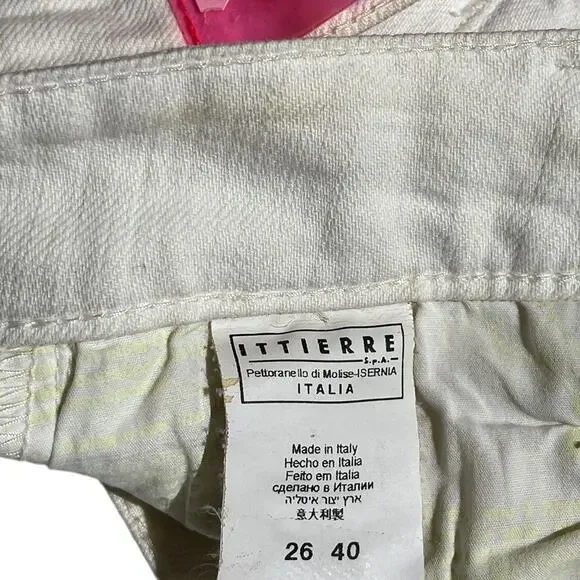 ITTIERRE
S.p.A.
Pettoranello di Molise-ISERNIA
ITALIA
Made in Italy
Hecho en Italia
Feito em Italia
сделано в Италии
ארץ יצור איטליה
意大利製
26 40